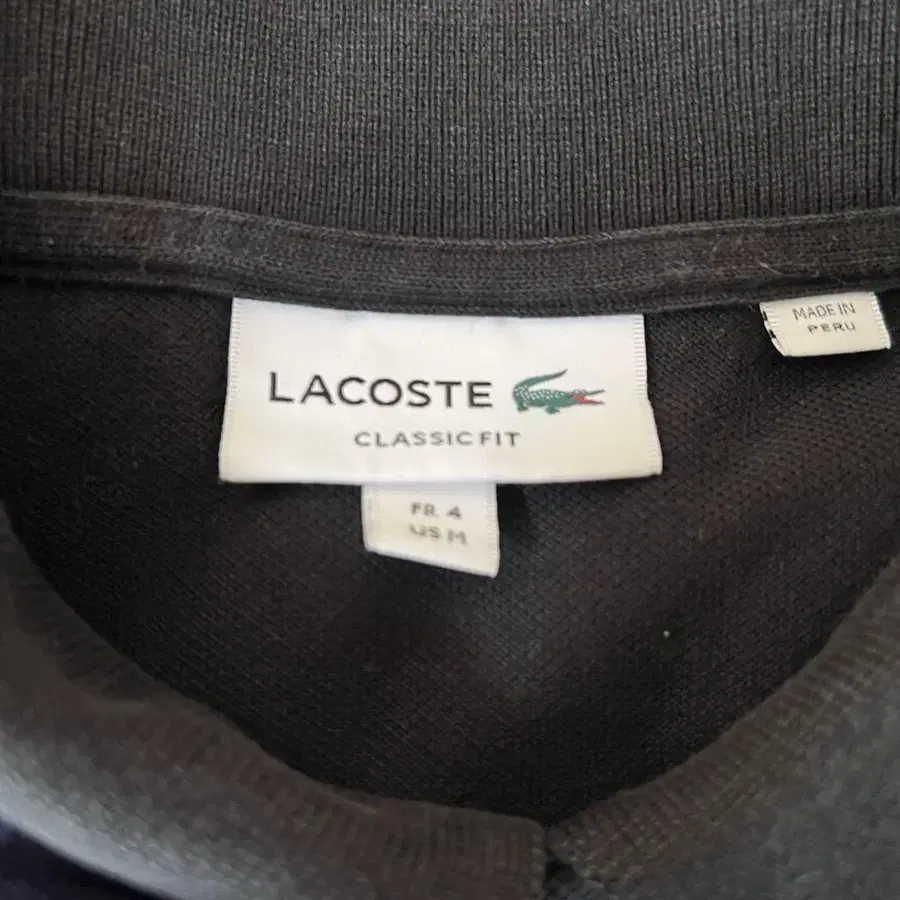 LACOSTE
CLASSIC FIT
FR. 4
US M
MADE IN
PERU